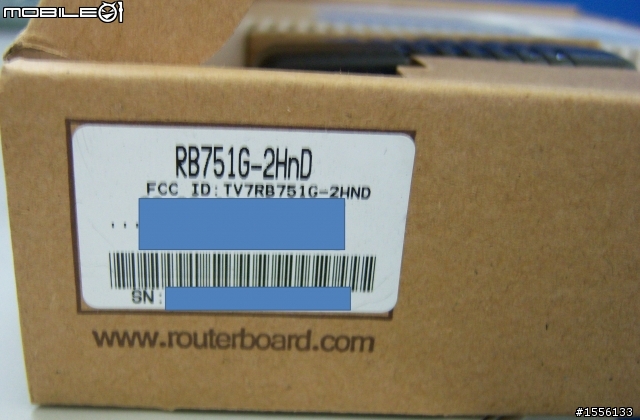 MOBILE01
RB751G-2HnD
FCC ID:TV7RB751G-2HND
SN:
www.routerboard.com
#1556133